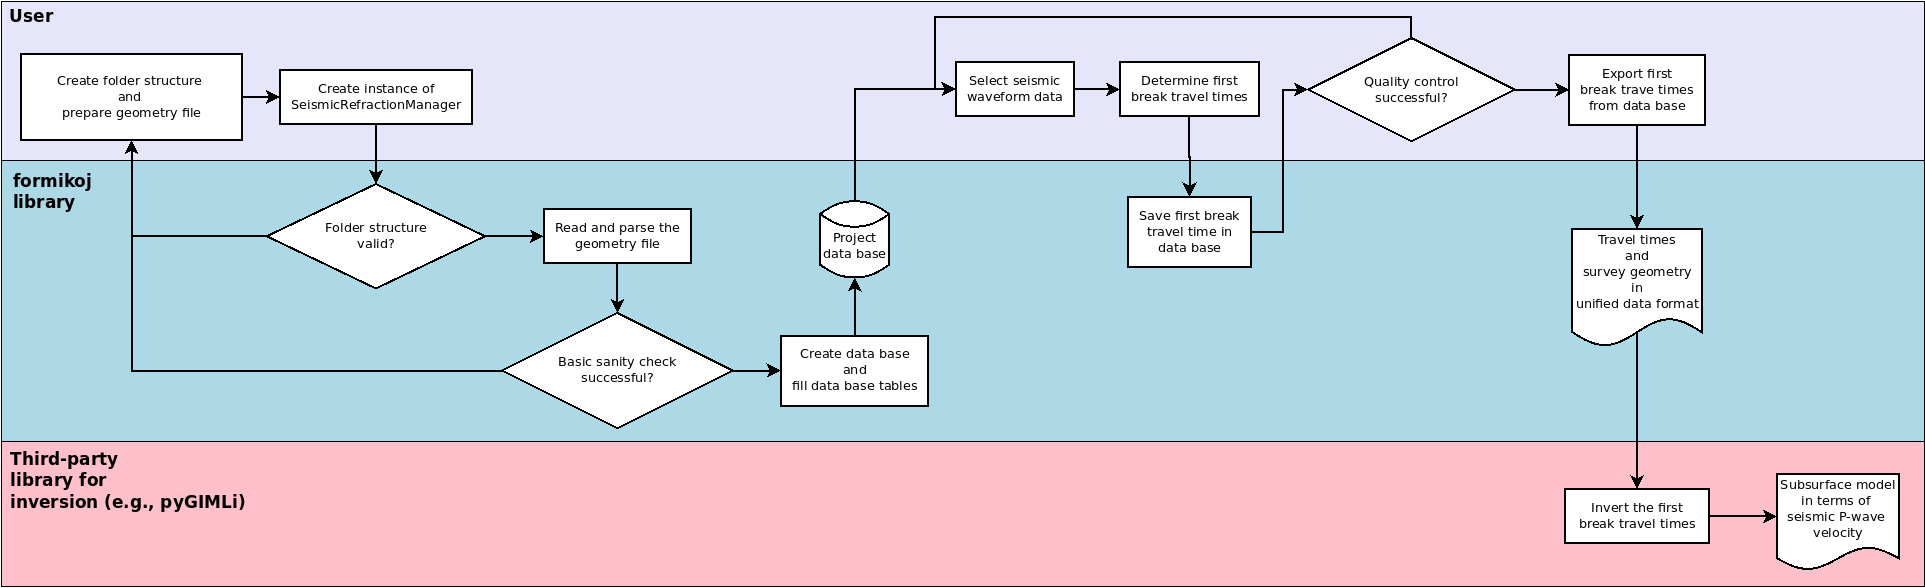 User
Create folder structure
and
prepare geometry file
Create instance of
SeismicRefractionManager
Select seismic
waveform data
Determine first
break travel times
Quality control
successful?
Export first
break trave times
from data base
formikoj
library
Folder structure
valid?
Read and parse the
geometry file
Basic sanity check
successful?
Create data base
and
fill data base tables
Project
data base
Save first break
travel time in
data base
Travel times
and
survey geometry
in
unified data format
Third-party
library for
inversion (e.g., pyGIMLi)
Invert the first
break travel times
Subsurface model
in terms of
seismic P-wave
velocity